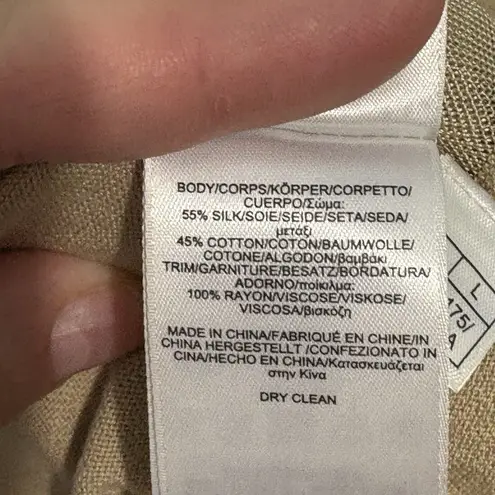 BODY/CORPS/KÖRPER/CORPETTO/
CUERPO/Σώμα:
55% SILK/SOIE/SEIDE/SETA/SEDA/
μετάξι
45% COTTON/COTON/BAUMWOLLE/
COTONE/ALGODON/βαμβάκι
TRIM/GARNITURE/BESATZ/BORDATURA/
ADORNO/ποίκιλμα:
100% RAYON/VISCOSE/VISKOSE/
VISCOSA/βισκόζη
MADE IN CHINA/FABRIQUÉ EN CHINE/IN
CHINA HERGESTELLT /CONFEZIONATO IN
CINA/HECHO EN CHINA/Κατασκευάζεται
στην Κίνα
DRY CLEAN
L
175/
A